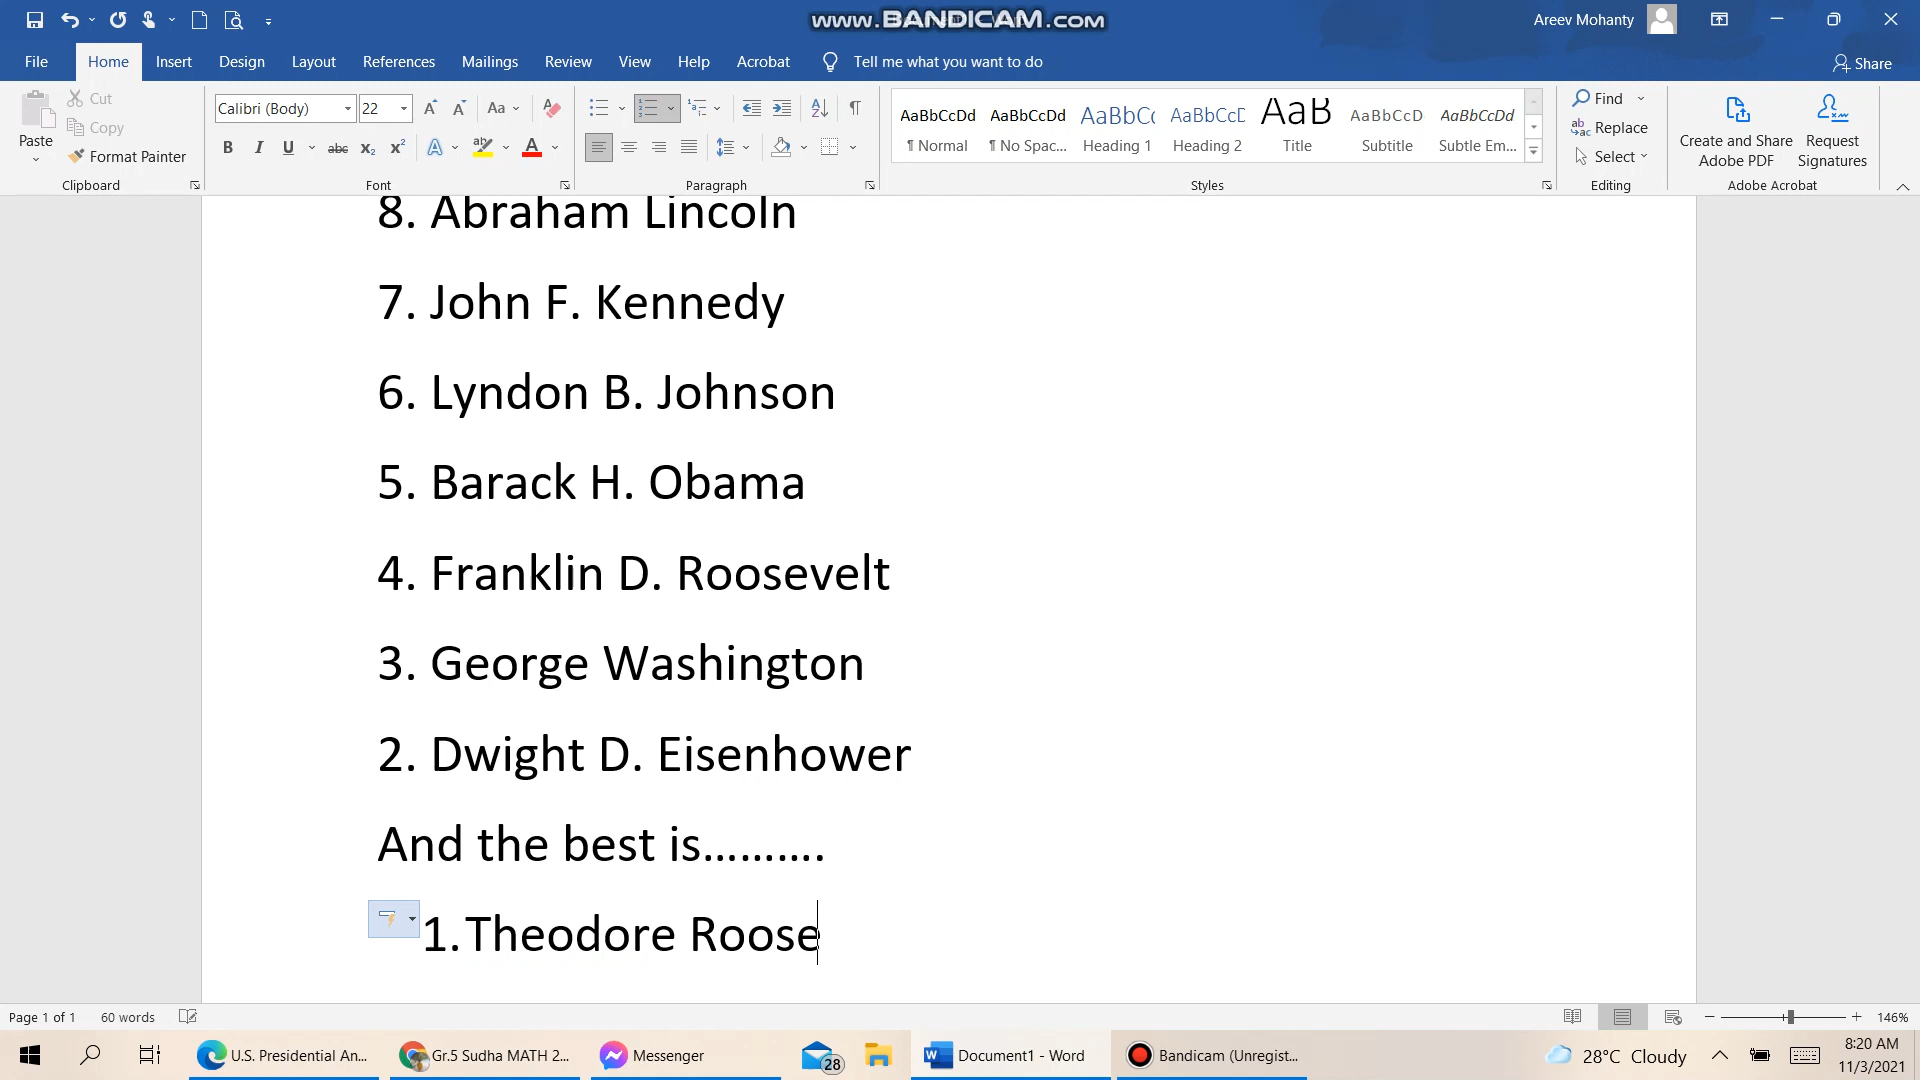 www.BANDICAM.com
Areev Mohanty
File Home Insert Design Layout References Mailings Review View Help Acrobat Tell me what you want to do Share
Paste
Cut
Copy
Format Painter
Clipboard
Calibri (Body) 22
Aa
B I U abc x₂ x² A ab A
Font
Paragraph
AaBbCcDd AaBbCcDd AaBbCc AaBbCcD AaB AaBbCcD AaBbCcDd
¶ Normal ¶ No Spac... Heading 1 Heading 2 Title Subtitle Subtle Em...
Styles
Find
Replace
Select
Editing
Create and Share Adobe PDF
Request Signatures
Adobe Acrobat
8. Abraham Lincoln
7. John F. Kennedy
6. Lyndon B. Johnson
5. Barack H. Obama
4. Franklin D. Roosevelt
3. George Washington
2. Dwight D. Eisenhower
And the best is……….
1. Theodore Roose
Page 1 of 1 60 words 146%
U.S. Presidential An... Gr.5 Sudha MATH 2... Messenger 28 Document1 - Word Bandicam (Unregist... 28°C Cloudy
8:20 AM
11/3/2021